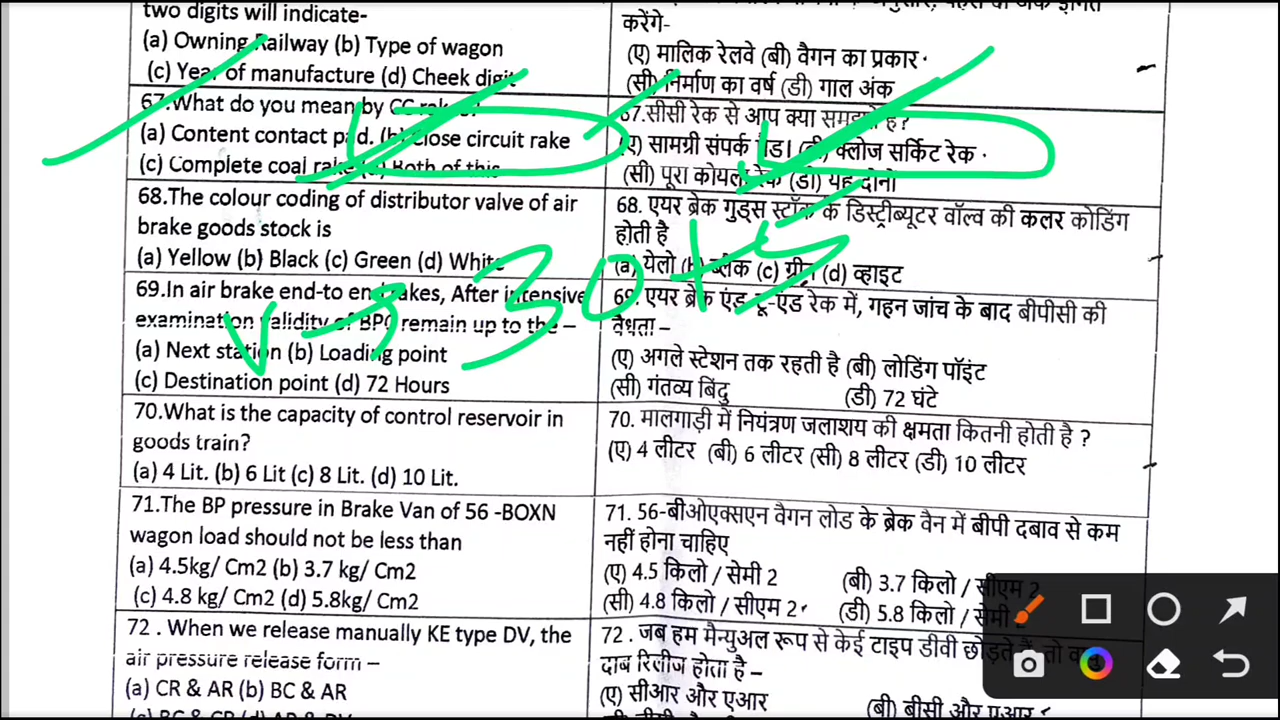 two digits will indicate-
(a) Owning Railway (b) Type of wagon
(c) Year of manufacture (d) Cheek digit
करेंगे-
(ए) मालिक रेलवे (बी) वैगन का प्रकार
(सी) निर्माण का वर्ष (डी) गाल अंक
67.What do you mean by CC rake?
(a) Content contact pad. (b) Close circuit rake
(c) Complete coal rake (d) Both of this
67.सीसी रेक से आप क्या समझते है?
(ए) सामग्री संपर्क पैड। (बी) क्लोज सर्किट रेक
(सी) पूरा कोयला रेक (डी) यह दोनों
68.The colour coding of distributor valve of air
brake goods stock is
(a) Yellow (b) Black (c) Green (d) White
68. एयर ब्रेक गुड्स स्टॉक के डिस्ट्रीब्यूटर वॉल्व की कलर कोडिंग
होती है
(a) येलो (b) ब्लैक (c) ग्रीन (d) व्हाइट
69.In air brake end-to end rakes, After intensive
examination validity of BPC remain up to the –
(a) Next station (b) Loading point
(c) Destination point (d) 72 Hours
69. एयर ब्रेक एंड टू-एंड रेक में, गहन जांच के बाद बीपीसी की
वैधता–
(ए) अगले स्टेशन तक रहती है (बी) लोडिंग पॉइंट
(सी) गंतव्य बिंदु (डी) 72 घंटे
30+5
70.What is the capacity of control reservoir in
goods train?
(a) 4 Lit. (b) 6 Lit (c) 8 Lit. (d) 10 Lit.
70. मालगाड़ी में नियंत्रण जलाशय की क्षमता कितनी होती है ?
(ए) 4 लीटर (बी) 6 लीटर (सी) 8 लीटर (डी) 10 लीटर
71.The BP pressure in Brake Van of 56 -BOXN
wagon load should not be less than
(a) 4.5kg/ Cm2 (b) 3.7 kg/ Cm2
(c) 4.8 kg/ Cm2 (d) 5.8kg/ Cm2
71. 56-बीओएक्सएन वैगन लोड के ब्रेक वैन में बीपी दबाव से कम
नहीं होना चाहिए
(ए) 4.5 किलो / सेमी 2 (बी) 3.7 किलो / सीएम 2
(सी) 4.8 किलो / सीएम 2 (डी) 5.8 किलो / सेमी
72 . When we release manually KE type DV, the
air pressure release form –
(a) CR & AR (b) BC & AR
72 . जब हम मैन्युअल रूप से केई टाइप डीवी छोड़ते हैं, तो
दाब रिलीज होता है –
(ए) सीआर और एआर (बी) बीसी और एआर